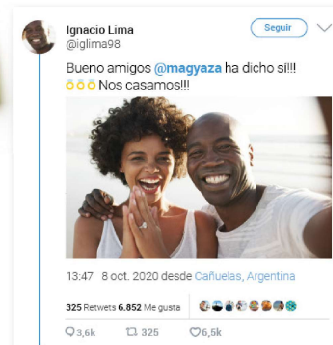 Ignacio Lima
Seguir
@iglima98
Bueno amigos @magyaza ha dicho sí!!!
💍💍💍 Nos casamos!!!
13:47 8 oct. 2020 desde Cañuelas, Argentina
325 Retweets 6.852 Me gusta
3,6k 325 6,5k